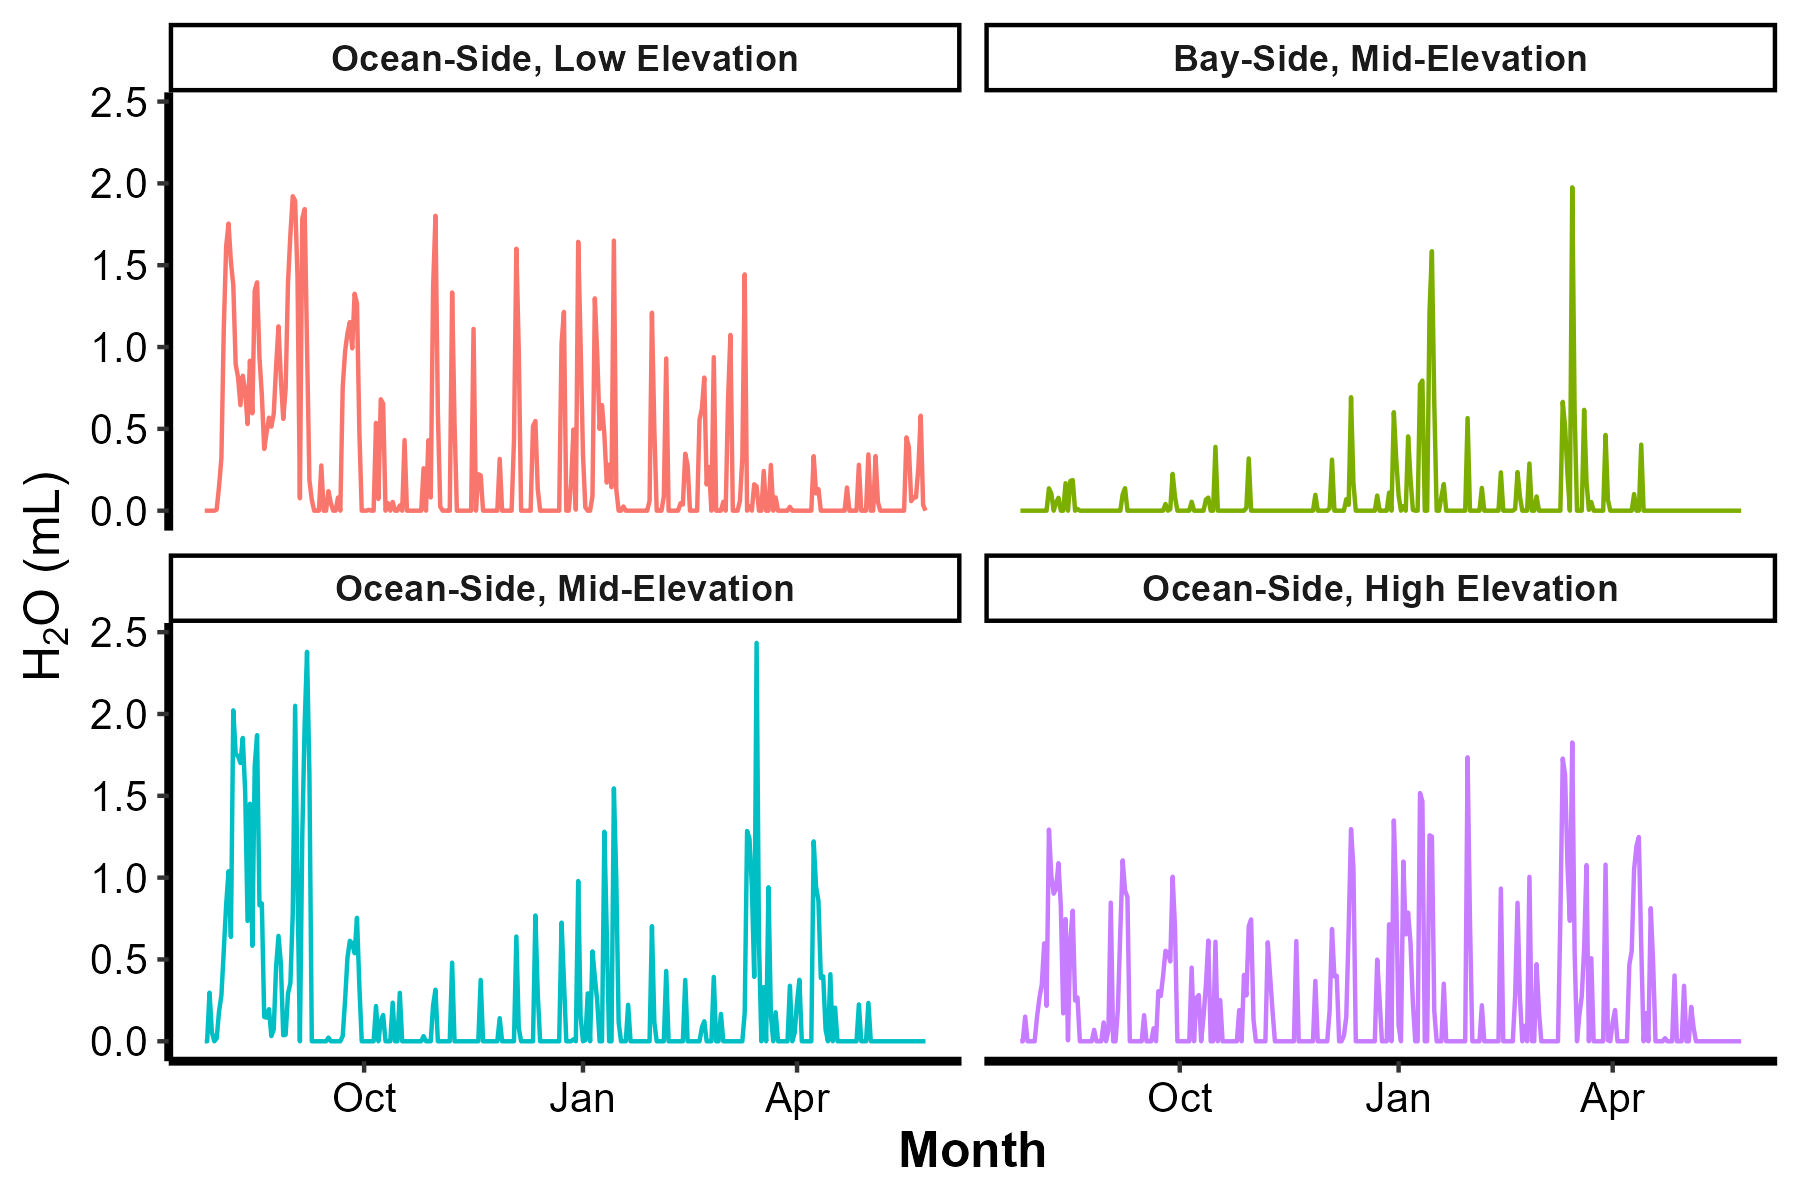 Ocean-Side, Low Elevation
Bay-Side, Mid-Elevation
2.5
2.0
1.5
1.0
0.5
0.0
H₂O (mL)
Ocean-Side, Mid-Elevation
Ocean-Side, High Elevation
2.5
2.0
1.5
1.0
0.5
0.0
Oct Jan Apr
Oct Jan Apr
Month